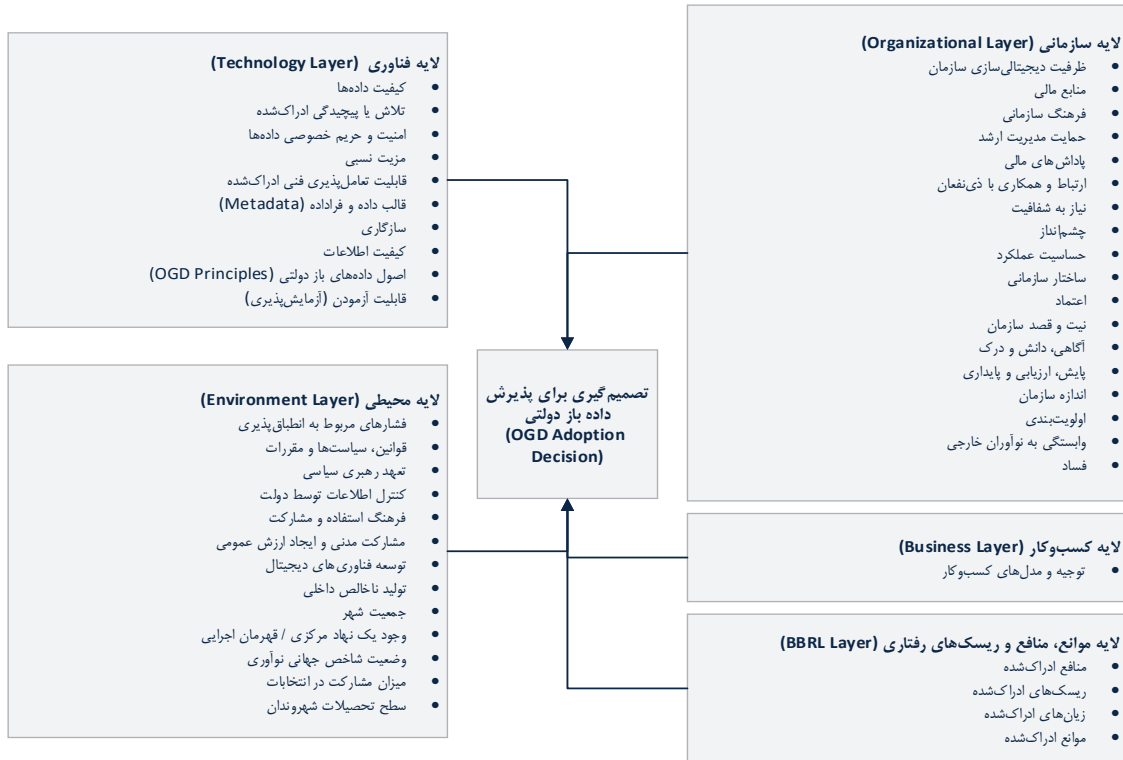 لایه سازمانی (Organizational Layer)
ظرفیت دیجیتالی‌سازی سازمان
منابع مالی
فرهنگ سازمانی
حمایت مدیریت ارشد
پاداش‌های مالی
ارتباط و همکاری با ذی‌نفعان
نیاز به شفافیت
چشم‌انداز
حساسیت عملکرد
ساختار سازمانی
اعتماد
نیت و قصد سازمان
آگاهی، دانش و درک
پایش، ارزیابی و پایداری
اندازه سازمان
اولویت‌بندی
وابستگی به نوآوران خارجی
فساد
لایه فناوری (Technology Layer)
کیفیت داده‌ها
تلاش یا پیچیدگی ادراک‌شده
امنیت و حریم خصوصی داده‌ها
مزیت نسبی
قابلیت تعامل‌پذیری فنی ادراک‌شده
قالب داده و فراداده (Metadata)
سازگاری
کیفیت اطلاعات
اصول داده‌های باز دولتی (OGD Principles)
قابلیت آزمودن (آزمایش‌پذیری)
تصمیم‌گیری برای پذیرش
داده باز دولتی
(OGD Adoption
Decision)
لایه کسب‌وکار (Business Layer)
توجیه و مدل‌های کسب‌وکار
لایه موانع، منافع و ریسک‌های رفتاری (BBRL Layer)
منافع ادراک‌شده
ریسک‌های ادراک‌شده
زیان‌های ادراک‌شده
موانع ادراک‌شده
لایه محیطی (Environment Layer)
فشارهای مربوط به انطباق‌پذیری
قوانین، سیاست‌ها و مقررات
تعهد رهبری سیاسی
کنترل اطلاعات توسط دولت
فرهنگ استفاده و مشارکت
مشارکت مدنی و ایجاد ارزش عمومی
توسعه فناوری‌های دیجیتال
تولید ناخالص داخلی
جمعیت شهر
وجود یک نهاد مرکزی / قهرمان اجرایی
وضعیت شاخص جهانی نوآوری
میزان مشارکت در انتخابات
سطح تحصیلات شهروندان